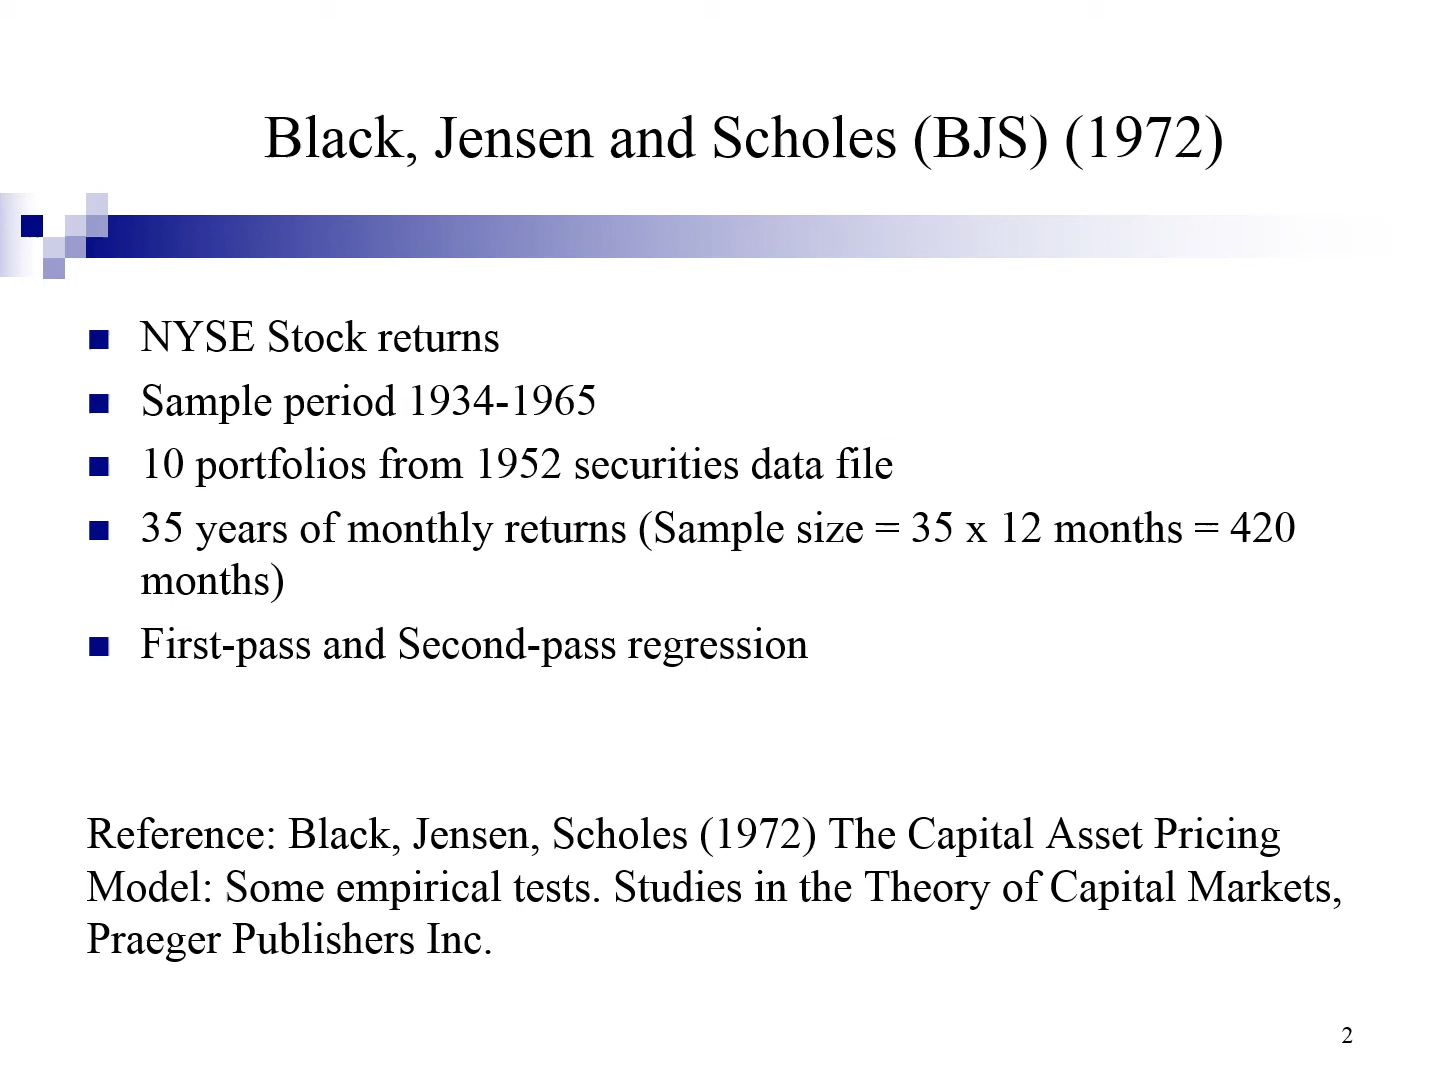 Black, Jensen and Scholes (BJS) (1972)
NYSE Stock returns
Sample period 1934-1965
10 portfolios from 1952 securities data file
35 years of monthly returns (Sample size = 35 x 12 months = 420
months)
First-pass and Second-pass regression
Reference: Black, Jensen, Scholes (1972) The Capital Asset Pricing
Model: Some empirical tests. Studies in the Theory of Capital Markets,
Praeger Publishers Inc.
2